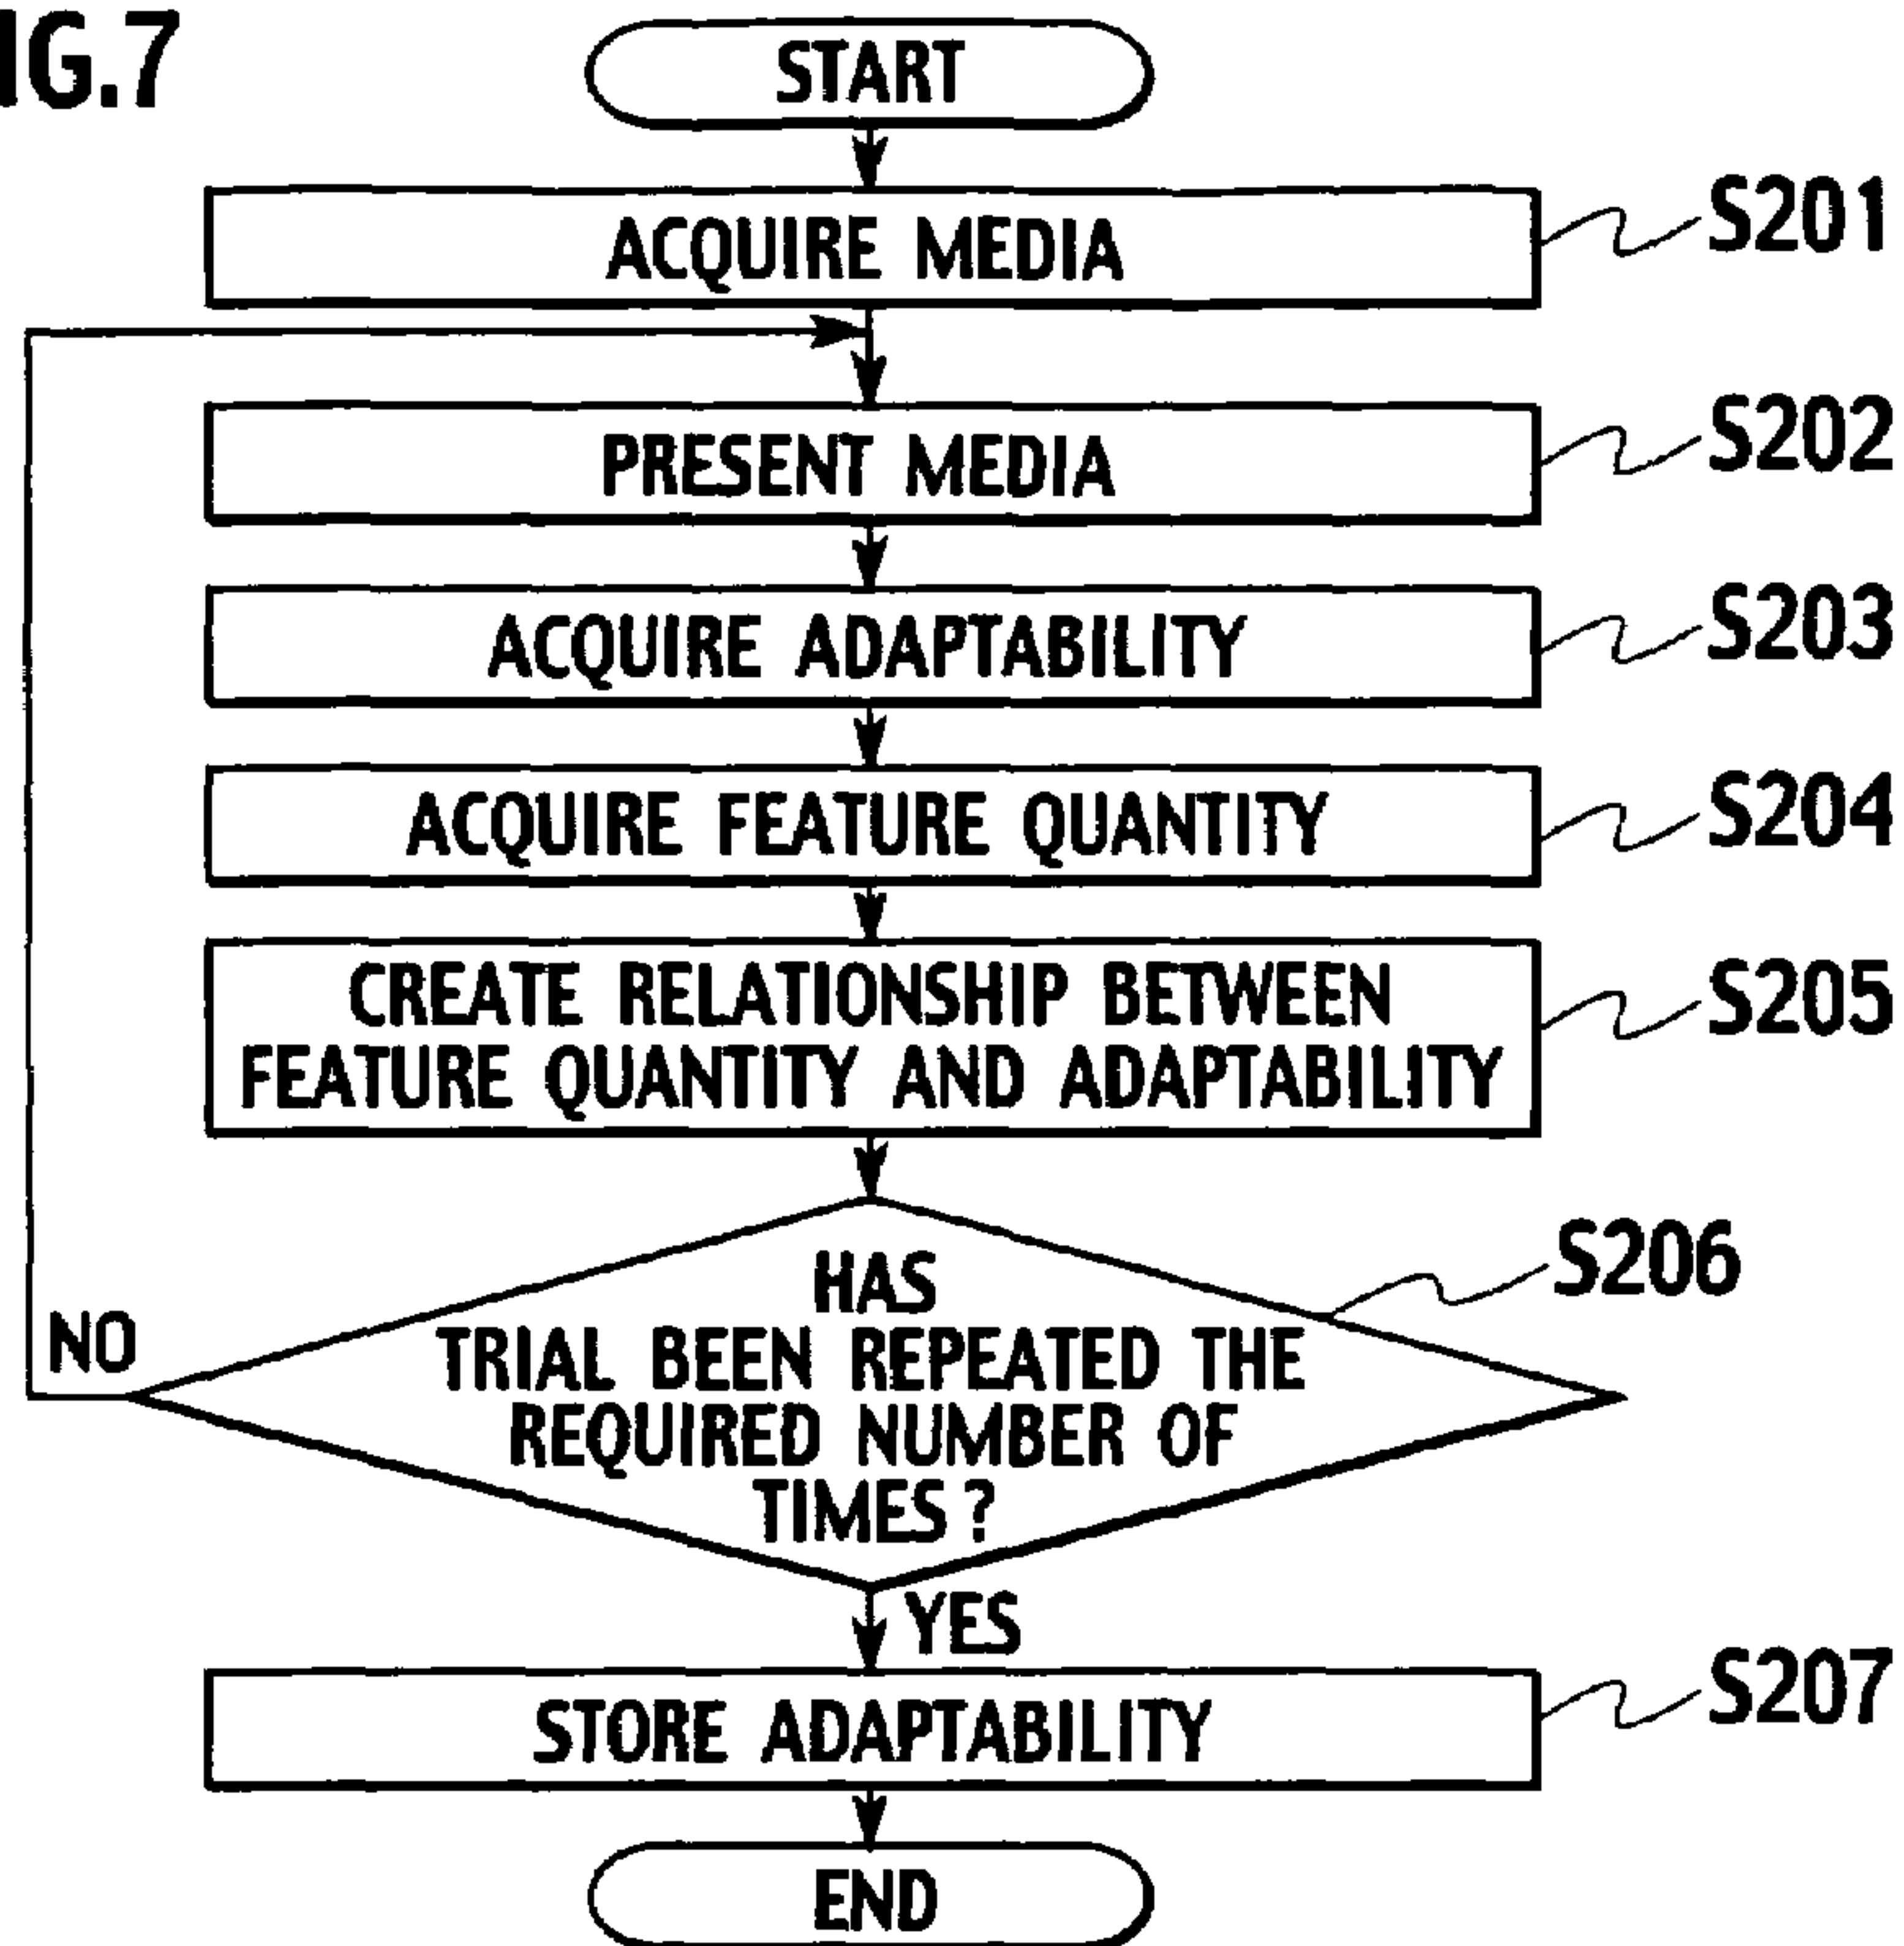 IG.7
START
ACQUIRE MEDIA
S201
PRESENT MEDIA
S202
ACQUIRE ADAPTABILITY
S203
ACQUIRE FEATURE QUANTITY
S204
CREATE RELATIONSHIP BETWEEN
FEATURE QUANTITY AND ADAPTABILITY
S205
HAS
TRIAL BEEN REPEATED THE
REQUIRED NUMBER OF
TIMES?
S206
NO
YES
STORE ADAPTABILITY
S207
END